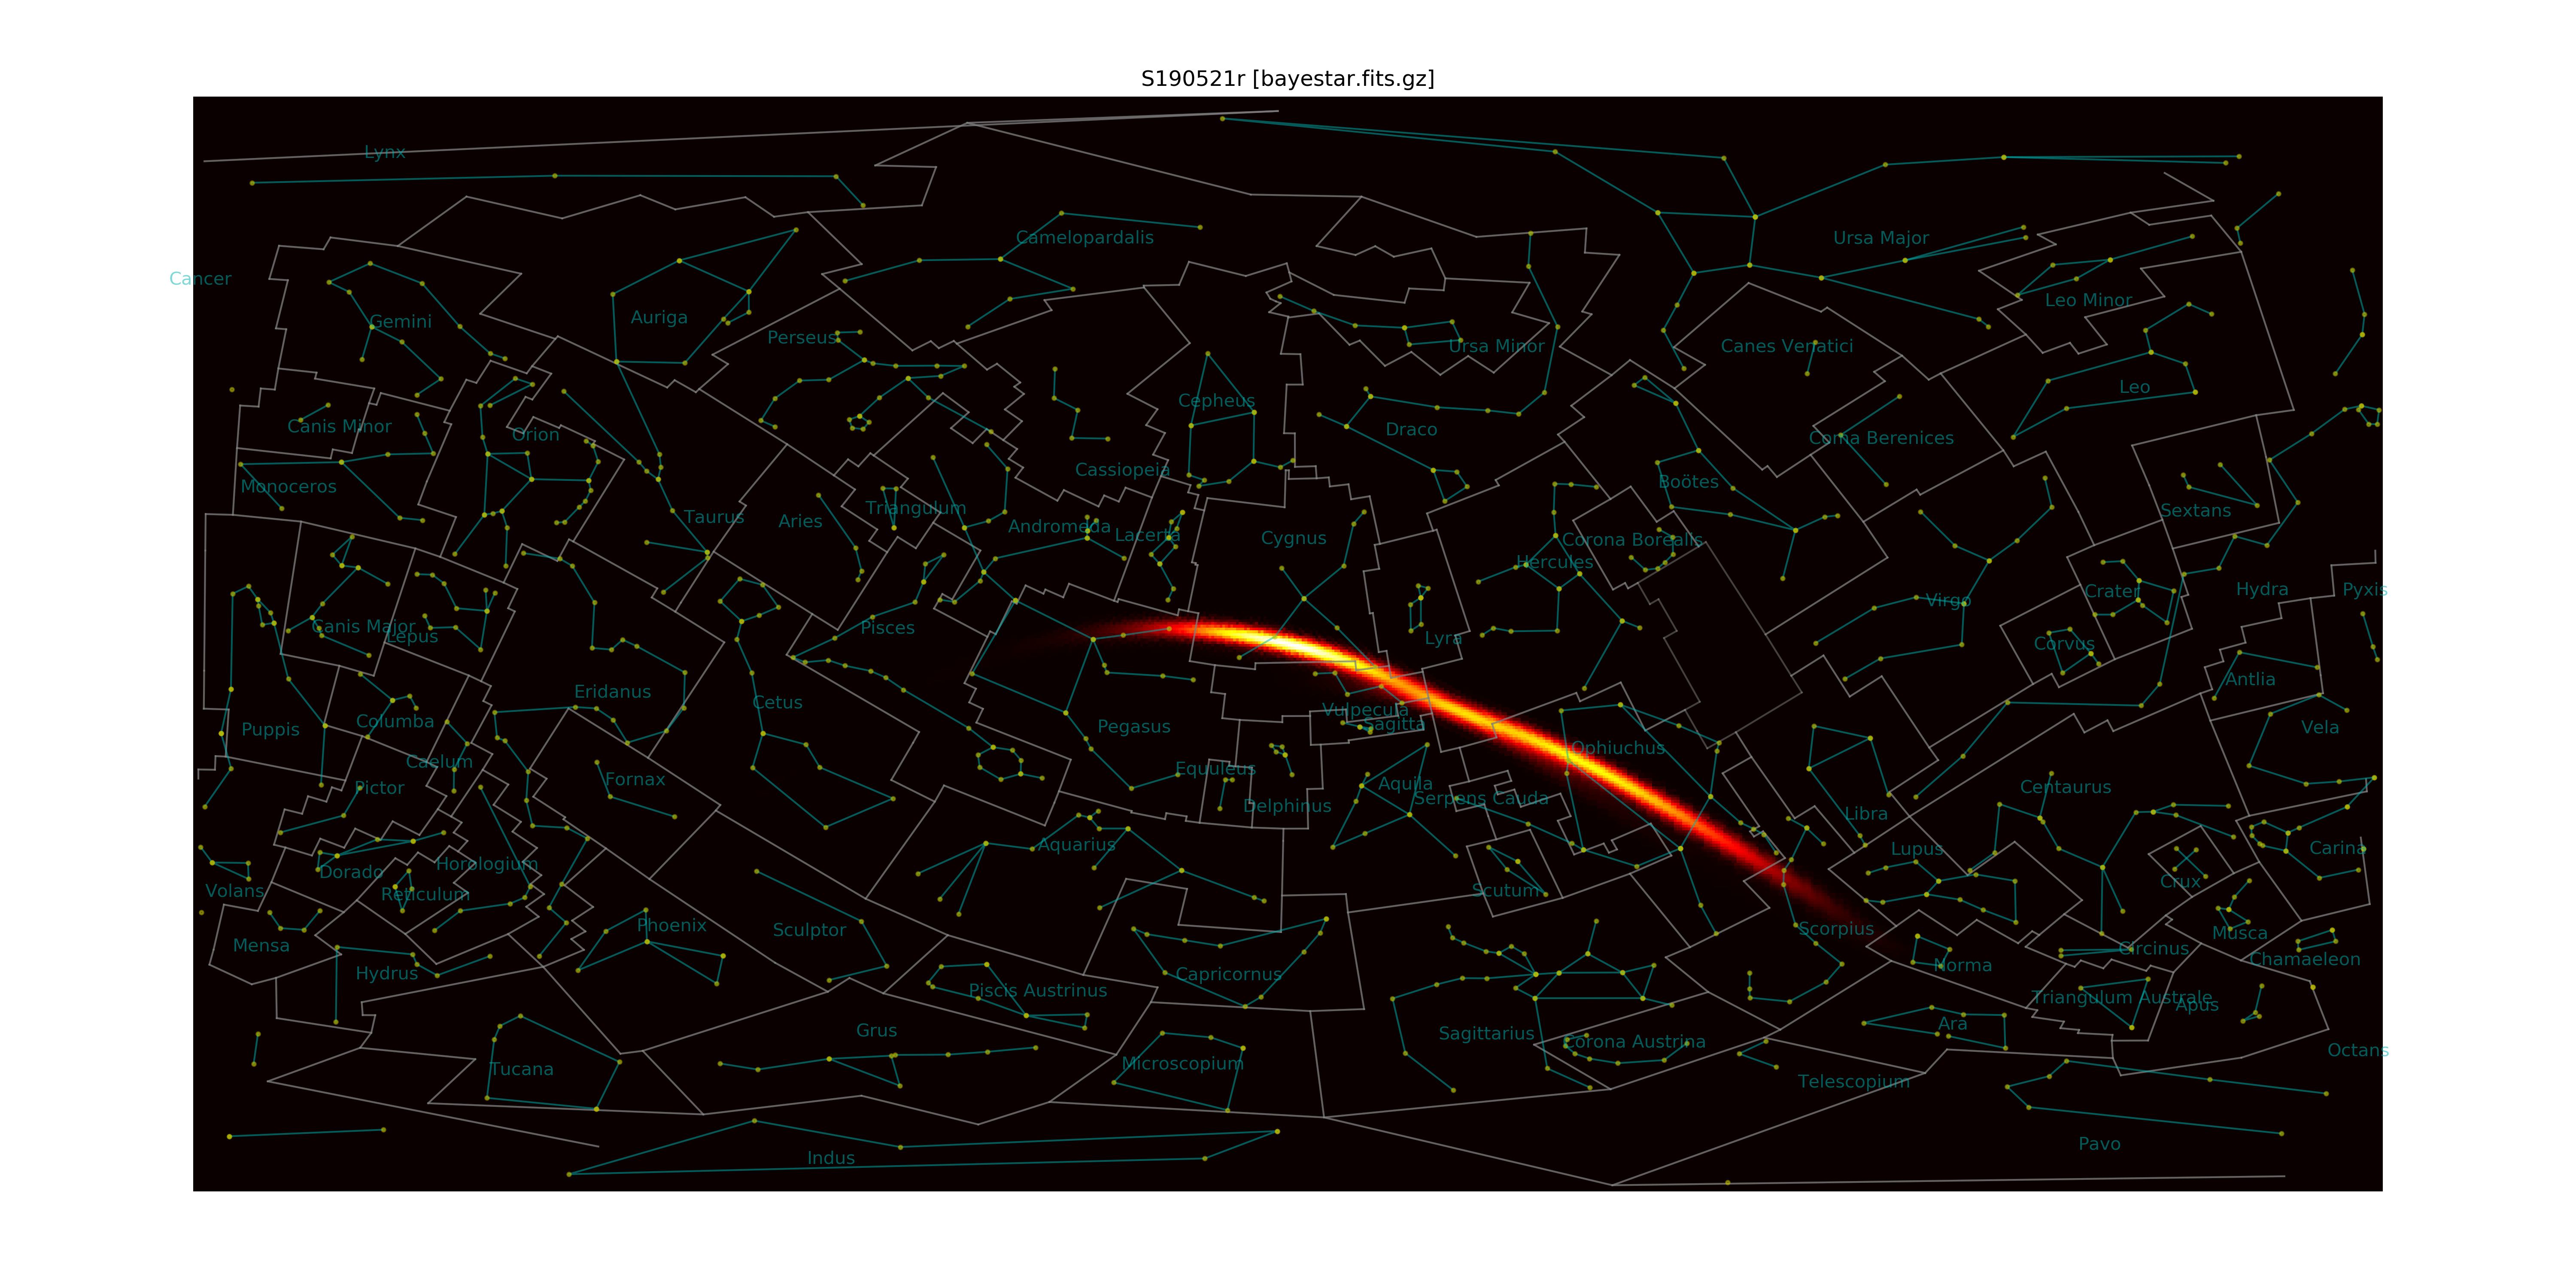 S190521r [bayestar.fits.gz]
Lynx
Camelopardalis
Ursa Major
Cancer
Leo Minor
Gemini
Auriga
Perseus
Ursa Minor
Canes Venatici
Leo
Cepheus
Canis Minor
Orion
Draco
Coma Berenices
Cassiopeia
Monoceros
Boötes
Triangulum
Sextans
Taurus
Aries
Andromeda
Lacerta
Cygnus
Corona Borealis
Hercules
Crater
Hydra
Pyxis
Virgo
Canis Major
Lepus
Pisces
Lyra
Corvus
Antlia
Eridanus
Cetus
Vulpecula
Columba
Sagitta
Puppis
Pegasus
Vela
Ophiuchus
Caelum
Equuleus
Fornax
Pictor
Aquila
Centaurus
Serpens Cauda
Delphinus
Libra
Aquarius
Lupus
Carina
Horologium
Dorado
Crux
Volans
Reticulum
Scutum
Phoenix
Sculptor
Scorpius
Musca
Mensa
Circinus
Chamaeleon
Norma
Hydrus
Capricornus
Piscis Austrinus
Triangulum Australe
Apus
Grus
Sagittarius
Ara
Corona Austrina
Octans
Microscopium
Tucana
Telescopium
Pavo
Indus